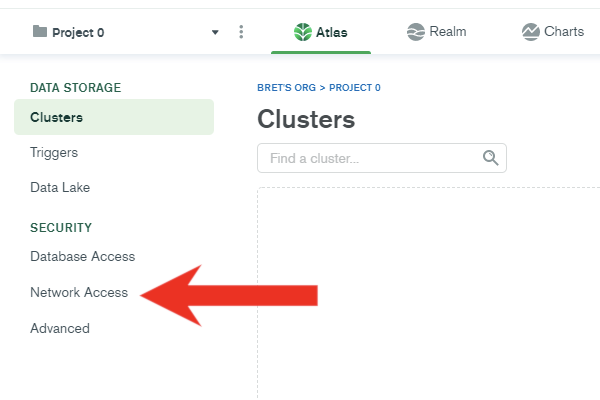 Project 0
Atlas
Realm
Charts
DATA STORAGE
Clusters
Triggers
Data Lake
SECURITY
Database Access
Network Access
Advanced
BRET'S ORG > PROJECT 0
Clusters
Find a cluster...